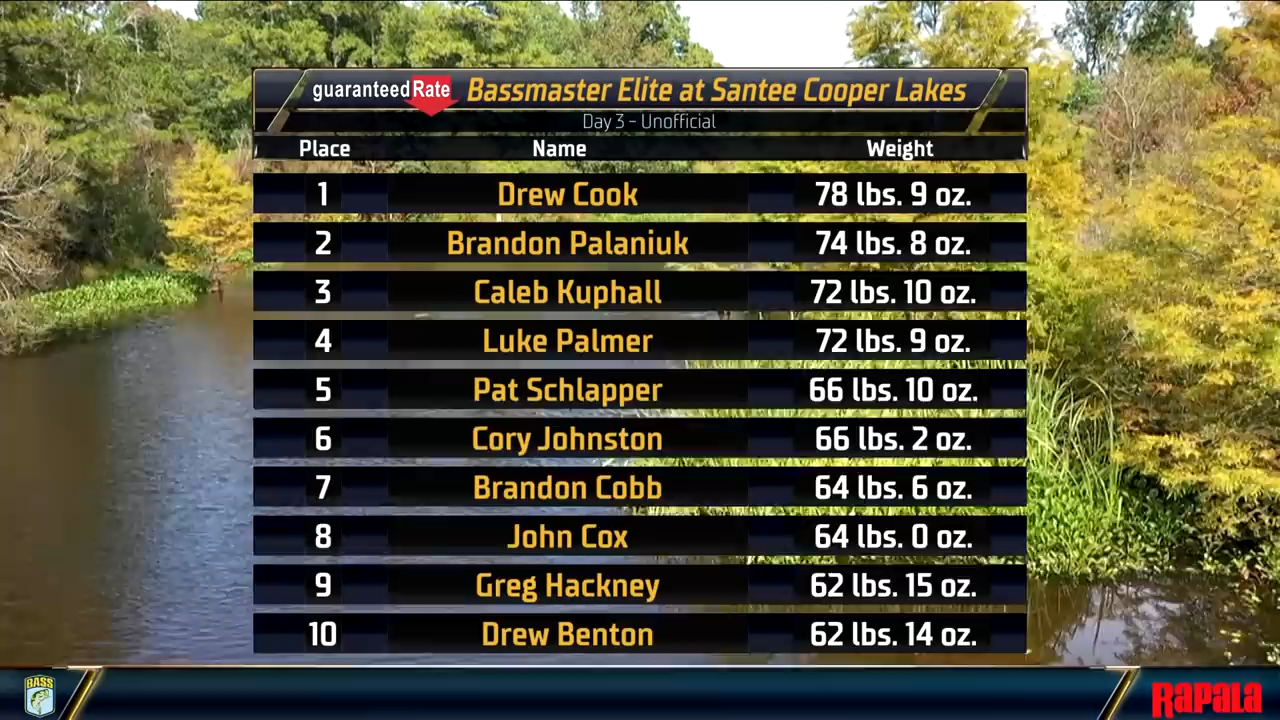 guaranteed Rate Bassmaster Elite at Santee Cooper Lakes
Day 3 - Unofficial
Place Name Weight
1 Drew Cook 78 lbs. 9 oz.
2 Brandon Palaniuk 74 lbs. 8 oz.
3 Caleb Kuphall 72 lbs. 10 oz.
4 Luke Palmer 72 lbs. 9 oz.
5 Pat Schlapper 66 lbs. 10 oz.
6 Cory Johnston 66 lbs. 2 oz.
7 Brandon Cobb 64 lbs. 6 oz.
8 John Cox 64 lbs. 0 oz.
9 Greg Hackney 62 lbs. 15 oz.
10 Drew Benton 62 lbs. 14 oz.
BASS RAPALA